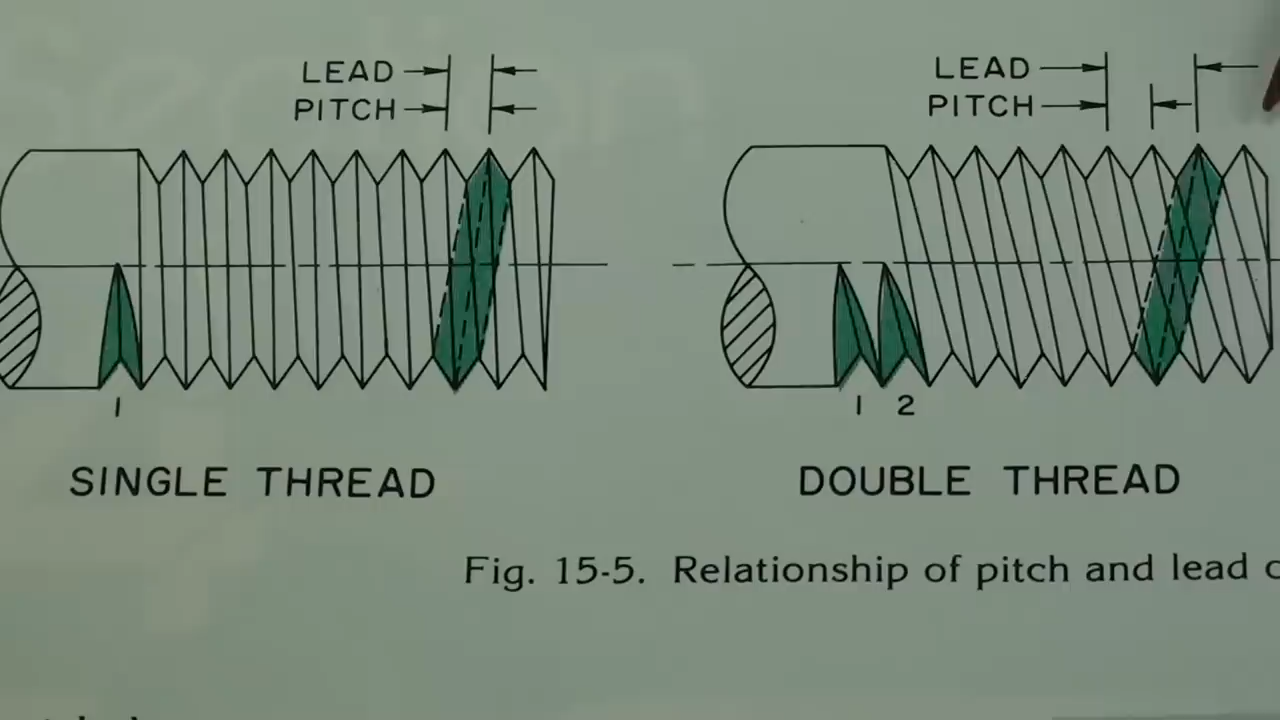 LEAD
PITCH
LEAD
PITCH
1
1 2
SINGLE THREAD
DOUBLE THREAD
Fig. 15-5. Relationship of pitch and lead